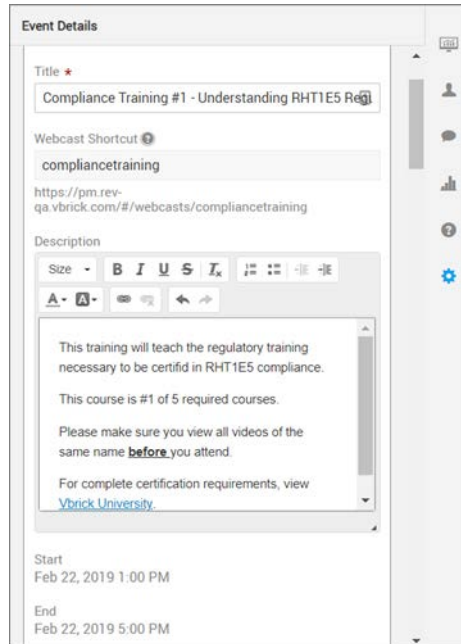 Event Details
Title *
Compliance Training #1 - Understanding RHT1E5 Regu
Webcast Shortcut ?
compliancetraining
https://pm.rev-
qa.vbrick.com/#/webcasts/compliancetraining
Description
Size B I U S Ix
A A
This training will teach the regulatory training
necessary to be certifid in RHT1E5 compliance.
This course is #1 of 5 required courses.
Please make sure you view all videos of the
same name before you attend.
For complete certification requirements, view
Vbrick University.
Start
Feb 22, 2019 1:00 PM
End
Feb 22, 2019 5:00 PM